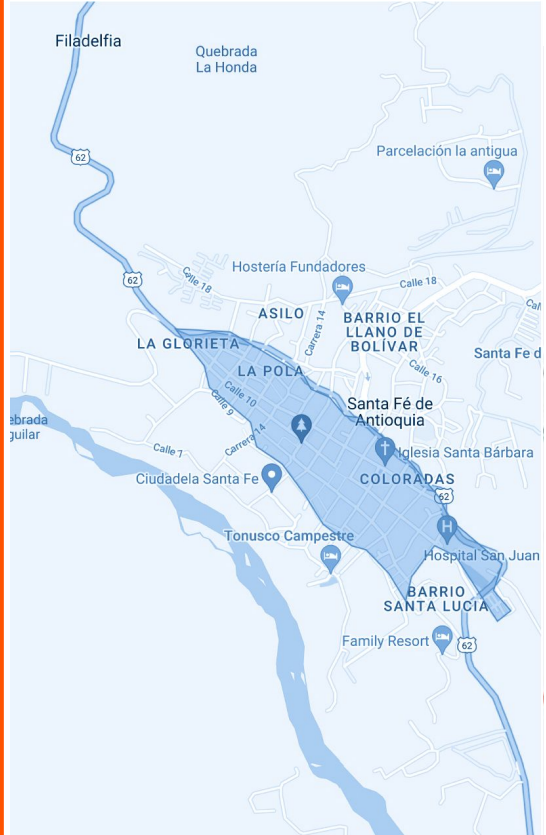 Filadelfia
Quebrada
La Honda
62
Parcelación la antigua
Hostería Fundadores
62
Calle 18
Calle 18
ASILO
Carrera 14
BARRIO EL
LLANO DE
BOLÍVAR
LA GLORIETA
Santa Fe d
LA POLA
Calle 16
Calle 10
Calle 9
Santa Fé de
Antioquia
ebrada
guilar
Carrera 14
Calle 7
Iglesia Santa Bárbara
Ciudadela Santa Fe
COLORADAS
62
H
Tonusco Campestre
Hospital San Juan
BARRIO
SANTA LUCIA
Family Resort
62